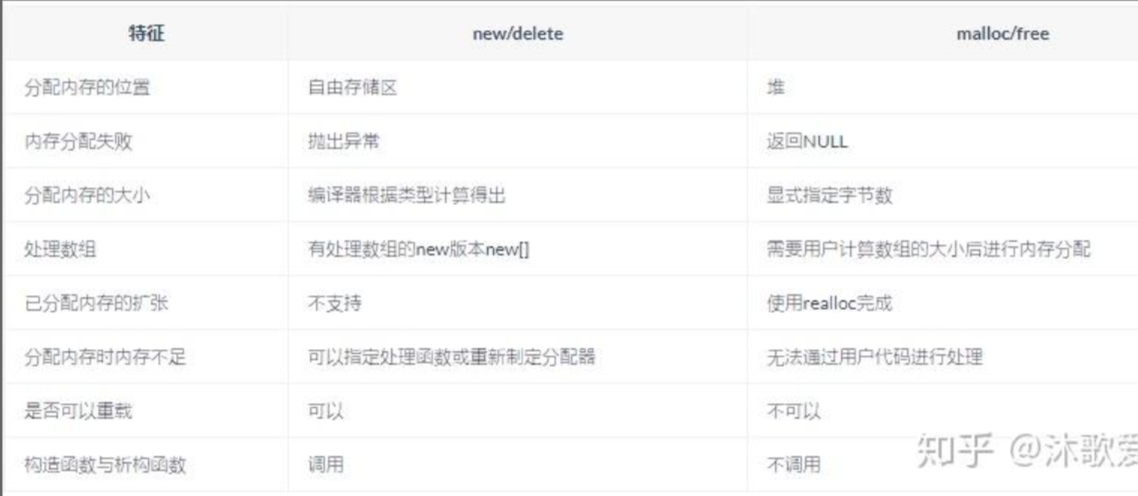 特征 new/delete malloc/free
分配内存的位置 自由存储区 堆
内存分配失败 抛出异常 返回NULL
分配内存的大小 编译器根据类型计算得出 显式指定字节数
处理数组 有处理数组的new版本new[] 需要用户计算数组的大小后进行内存分配
已分配内存的扩张 不支持 使用realloc完成
分配内存时内存不足 可以指定处理函数或重新制定分配器 无法通过用户代码进行处理
是否可以重载 可以 不可以
构造函数与析构函数 调用 不调用
知乎 @沐歌爱